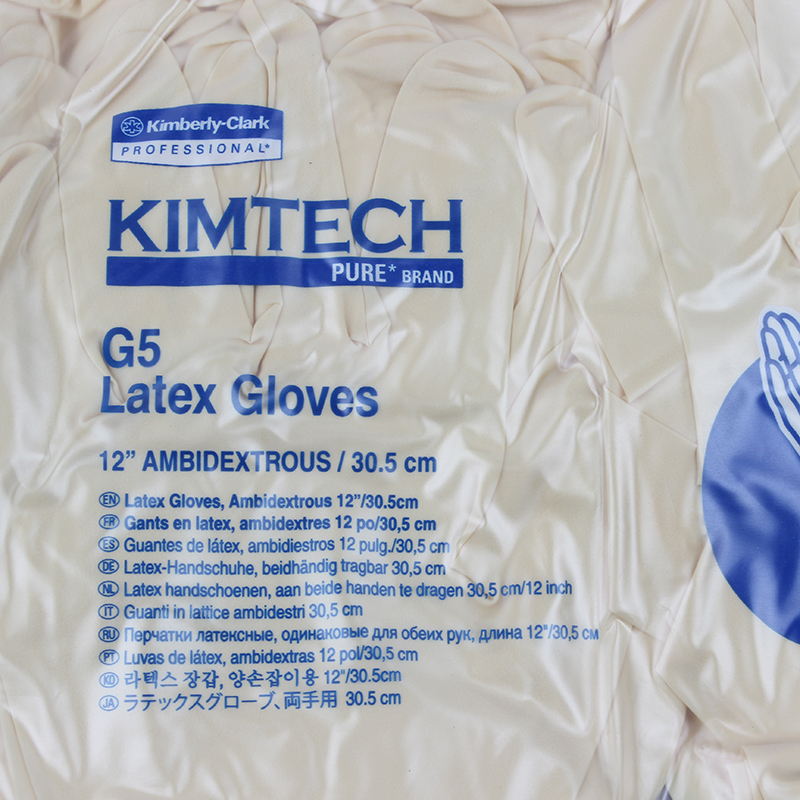 Kimberly-Clark
PROFESSIONAL*
KIMTECH
PURE* BRAND
G5
Latex Gloves
12” AMBIDEXTROUS / 30.5 cm
EN Latex Gloves, Ambidextrous 12”/30.5cm
FR Gants en latex, ambidextres 12 po/30,5 cm
ES Guantes de látex, ambidiestros 12 pulg./30,5 cm
DE Latex-Handschuhe, beidhändig tragbar 30,5 cm
NL Latex handschoenen, aan beide handen te dragen 30,5 cm/12 inch
IT Guanti in lattice ambidestri 30,5 cm
RU Перчатки латексные, одинаковые для обеих рук, длина 12"/30,5 см
PT Luvas de látex, ambidextras 12 pol/30,5 cm
KO 라텍스 장갑, 양손잡이용 12"/30.5cm
JA ラテックスグローブ、両手用 30.5 cm